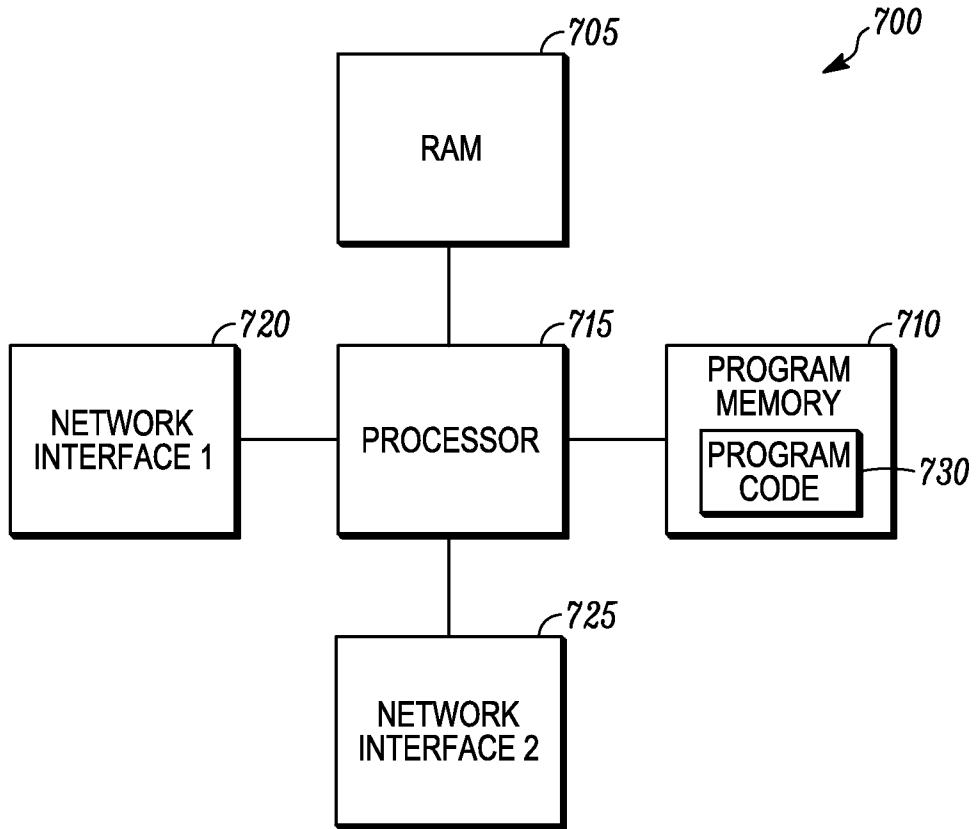 705
700
RAM
720
715
710
NETWORK
INTERFACE 1
PROCESSOR
PROGRAM
MEMORY
PROGRAM
CODE
730
725
NETWORK
INTERFACE 2